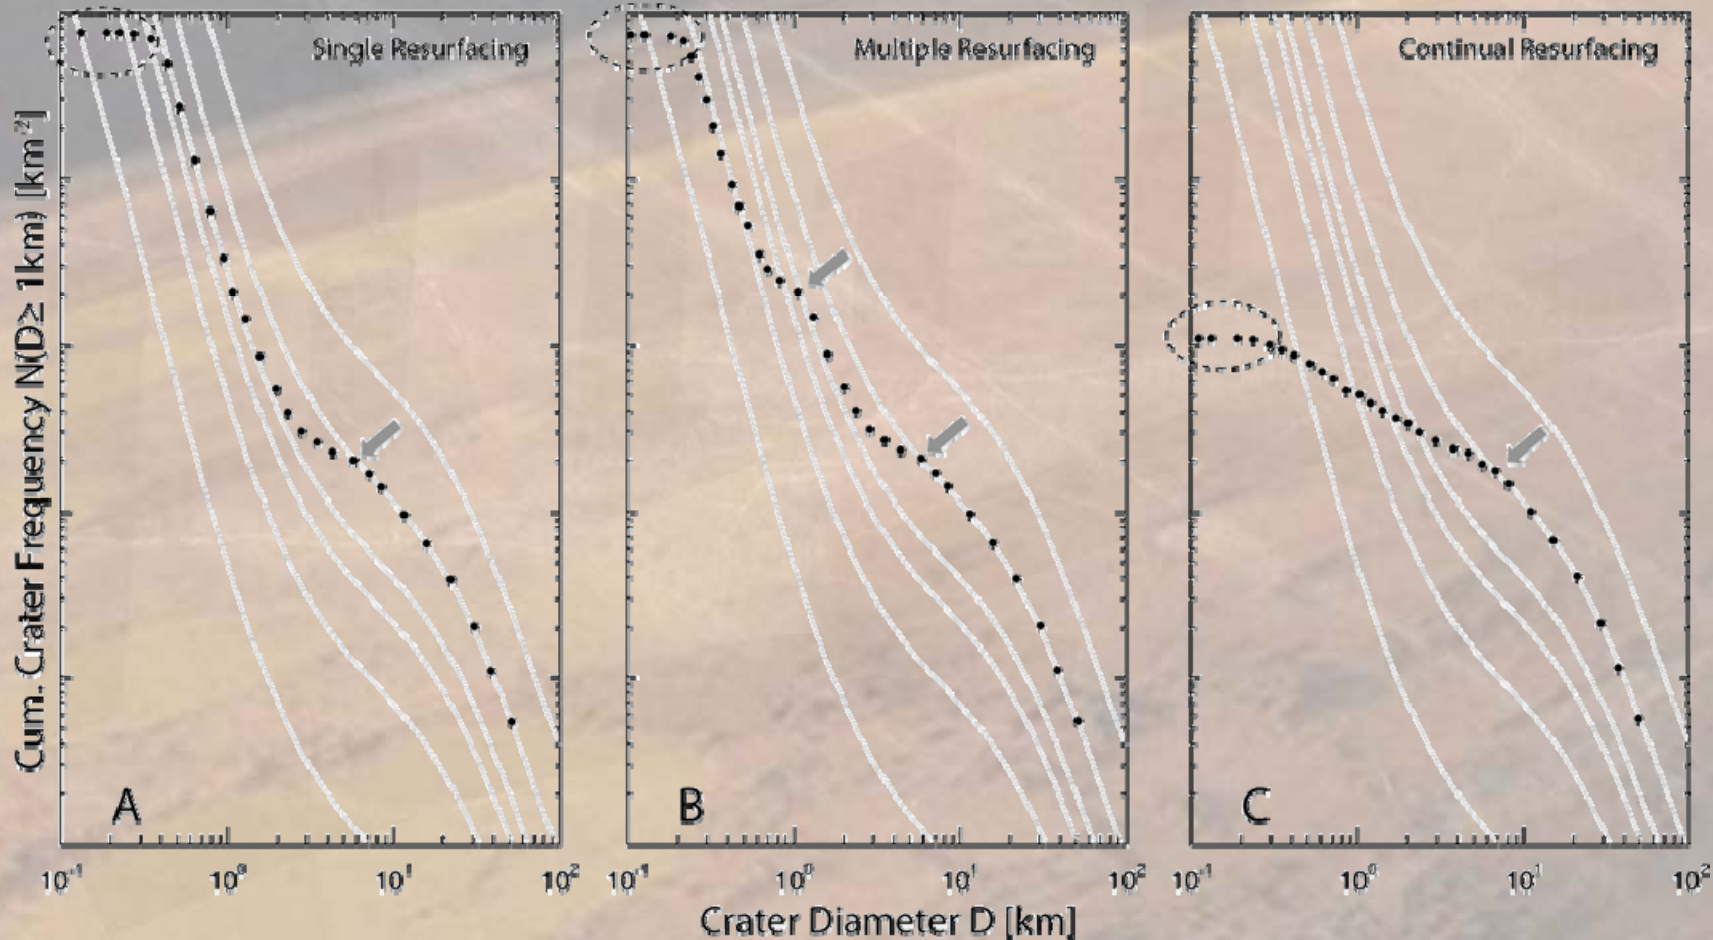 Single Resurfacing
Multiple Resurfacing
Continual Resurfacing
Cum. Crater Frequency N(D≥ 1km) [km⁻²]
A
B
C
10⁻¹ 10⁰ 10¹ 10²
10⁻¹ 10⁰ 10¹ 10²
10⁻¹ 10⁰ 10¹ 10²
Crater Diameter D [km]